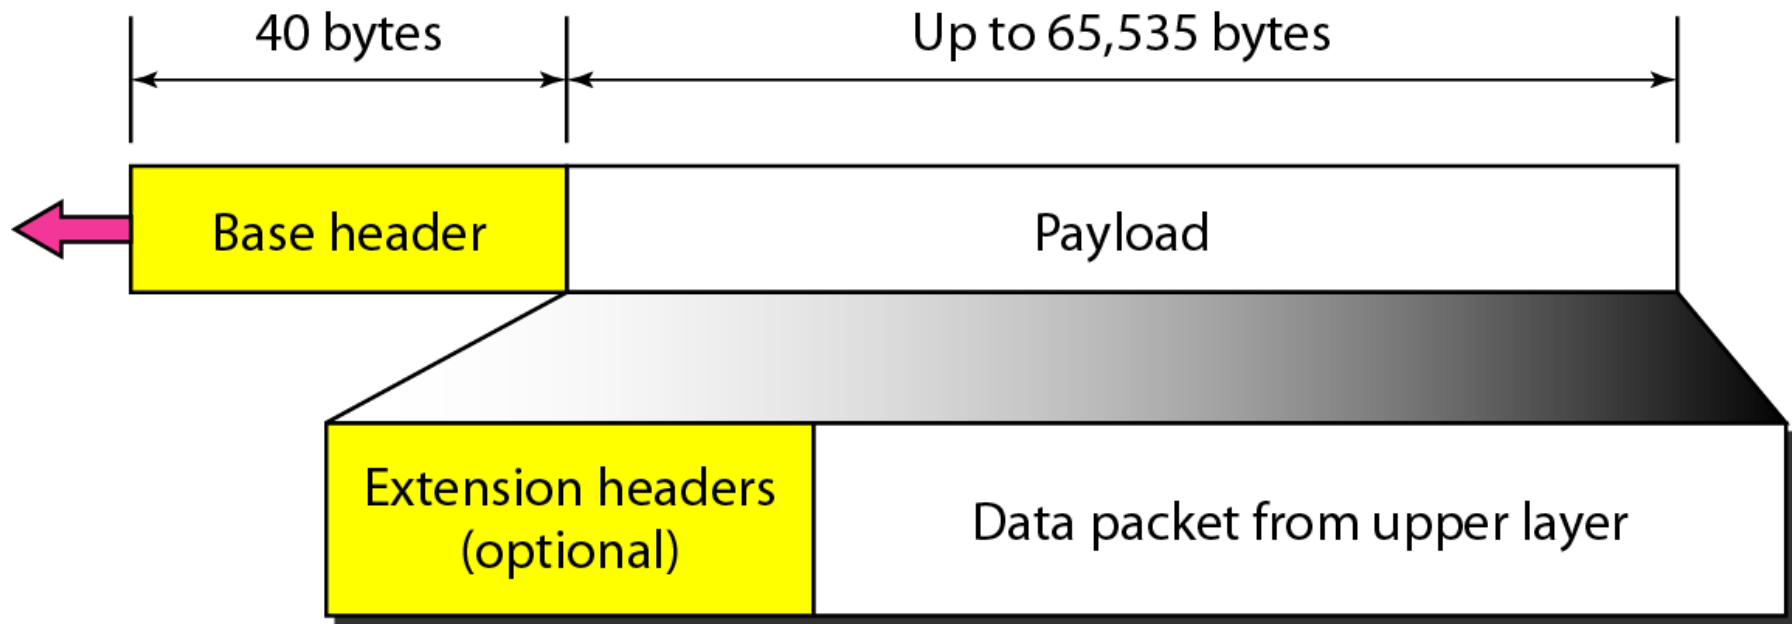 40 bytes
Up to 65,535 bytes
Base header
Payload
Extension headers
(optional)
Data packet from upper layer